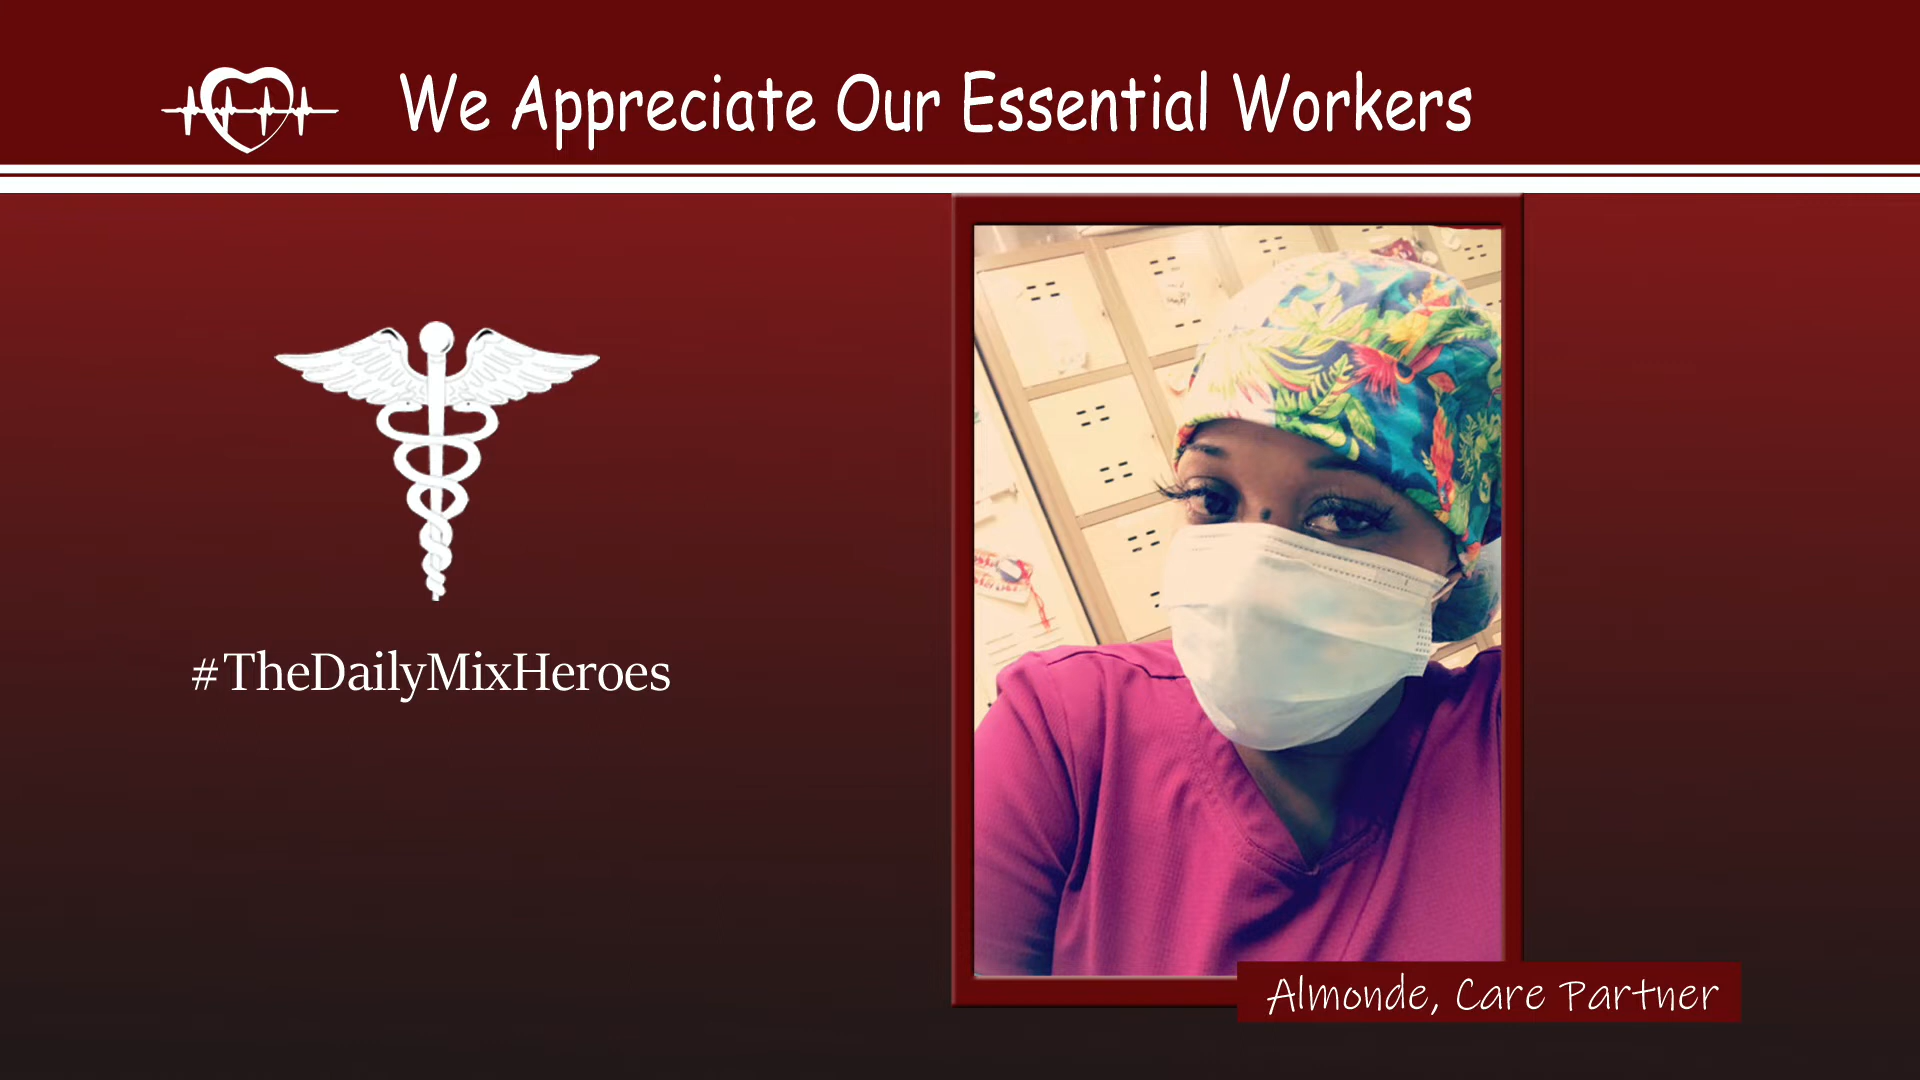 We Appreciate Our Essential Workers
#TheDailyMixHeroes
Almonde, Care Partner